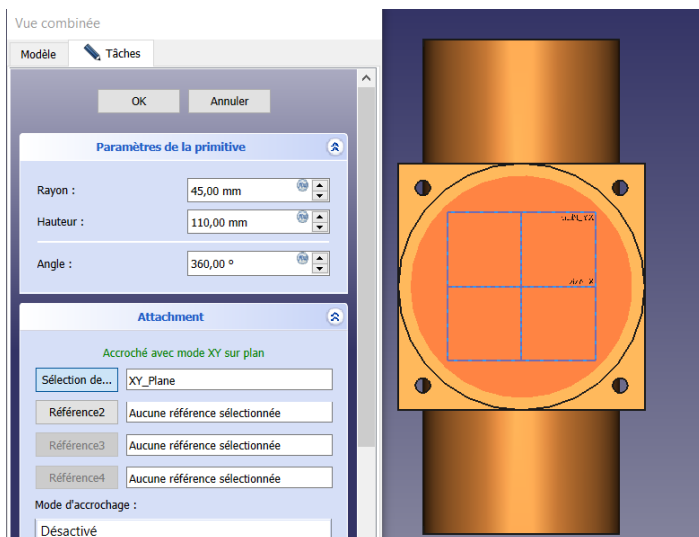 Vue combinée
Modèle Tâches
OK Annuler
Paramètres de la primitive
Rayon : 45,00 mm
Hauteur : 110,00 mm
Angle : 360,00 º
Attachment
Accroché avec mode XY sur plan
Sélection de... XY_Plane
Référence2 Aucune référence sélectionnée
Référence3 Aucune référence sélectionnée
Référence4 Aucune référence sélectionnée
Mode d'accrochage :
Désactivé